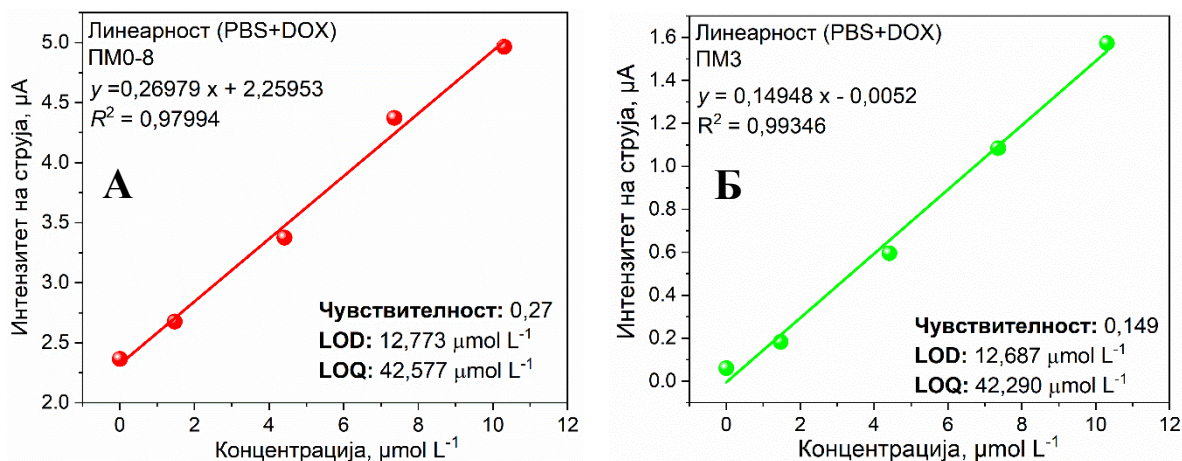 Линеарност (PBS+DOX)
ПМ0-8
y =0,26979 x + 2,25953
R² = 0,97994
А
Чувствителност: 0,27
LOD: 12,773 μmol L⁻¹
LOQ: 42,577 μmol L⁻¹
Интензитет на струја, μA
5.0
4.5
4.0
3.5
3.0
2.5
2.0
0 2 4 6 8 10 12
Концентрација, μmol L⁻¹
Линеарност (PBS+DOX)
ПМ3
y = 0,14948 x - 0,0052
R² = 0,99346
Б
Чувствителност: 0,149
LOD: 12,687 μmol L⁻¹
LOQ: 42,290 μmol L⁻¹
Интензитет на струја, μA
1.6
1.4
1.2
1.0
0.8
0.6
0.4
0.2
0.0
0 2 4 6 8 10 12
Концентрација, μmol L⁻¹